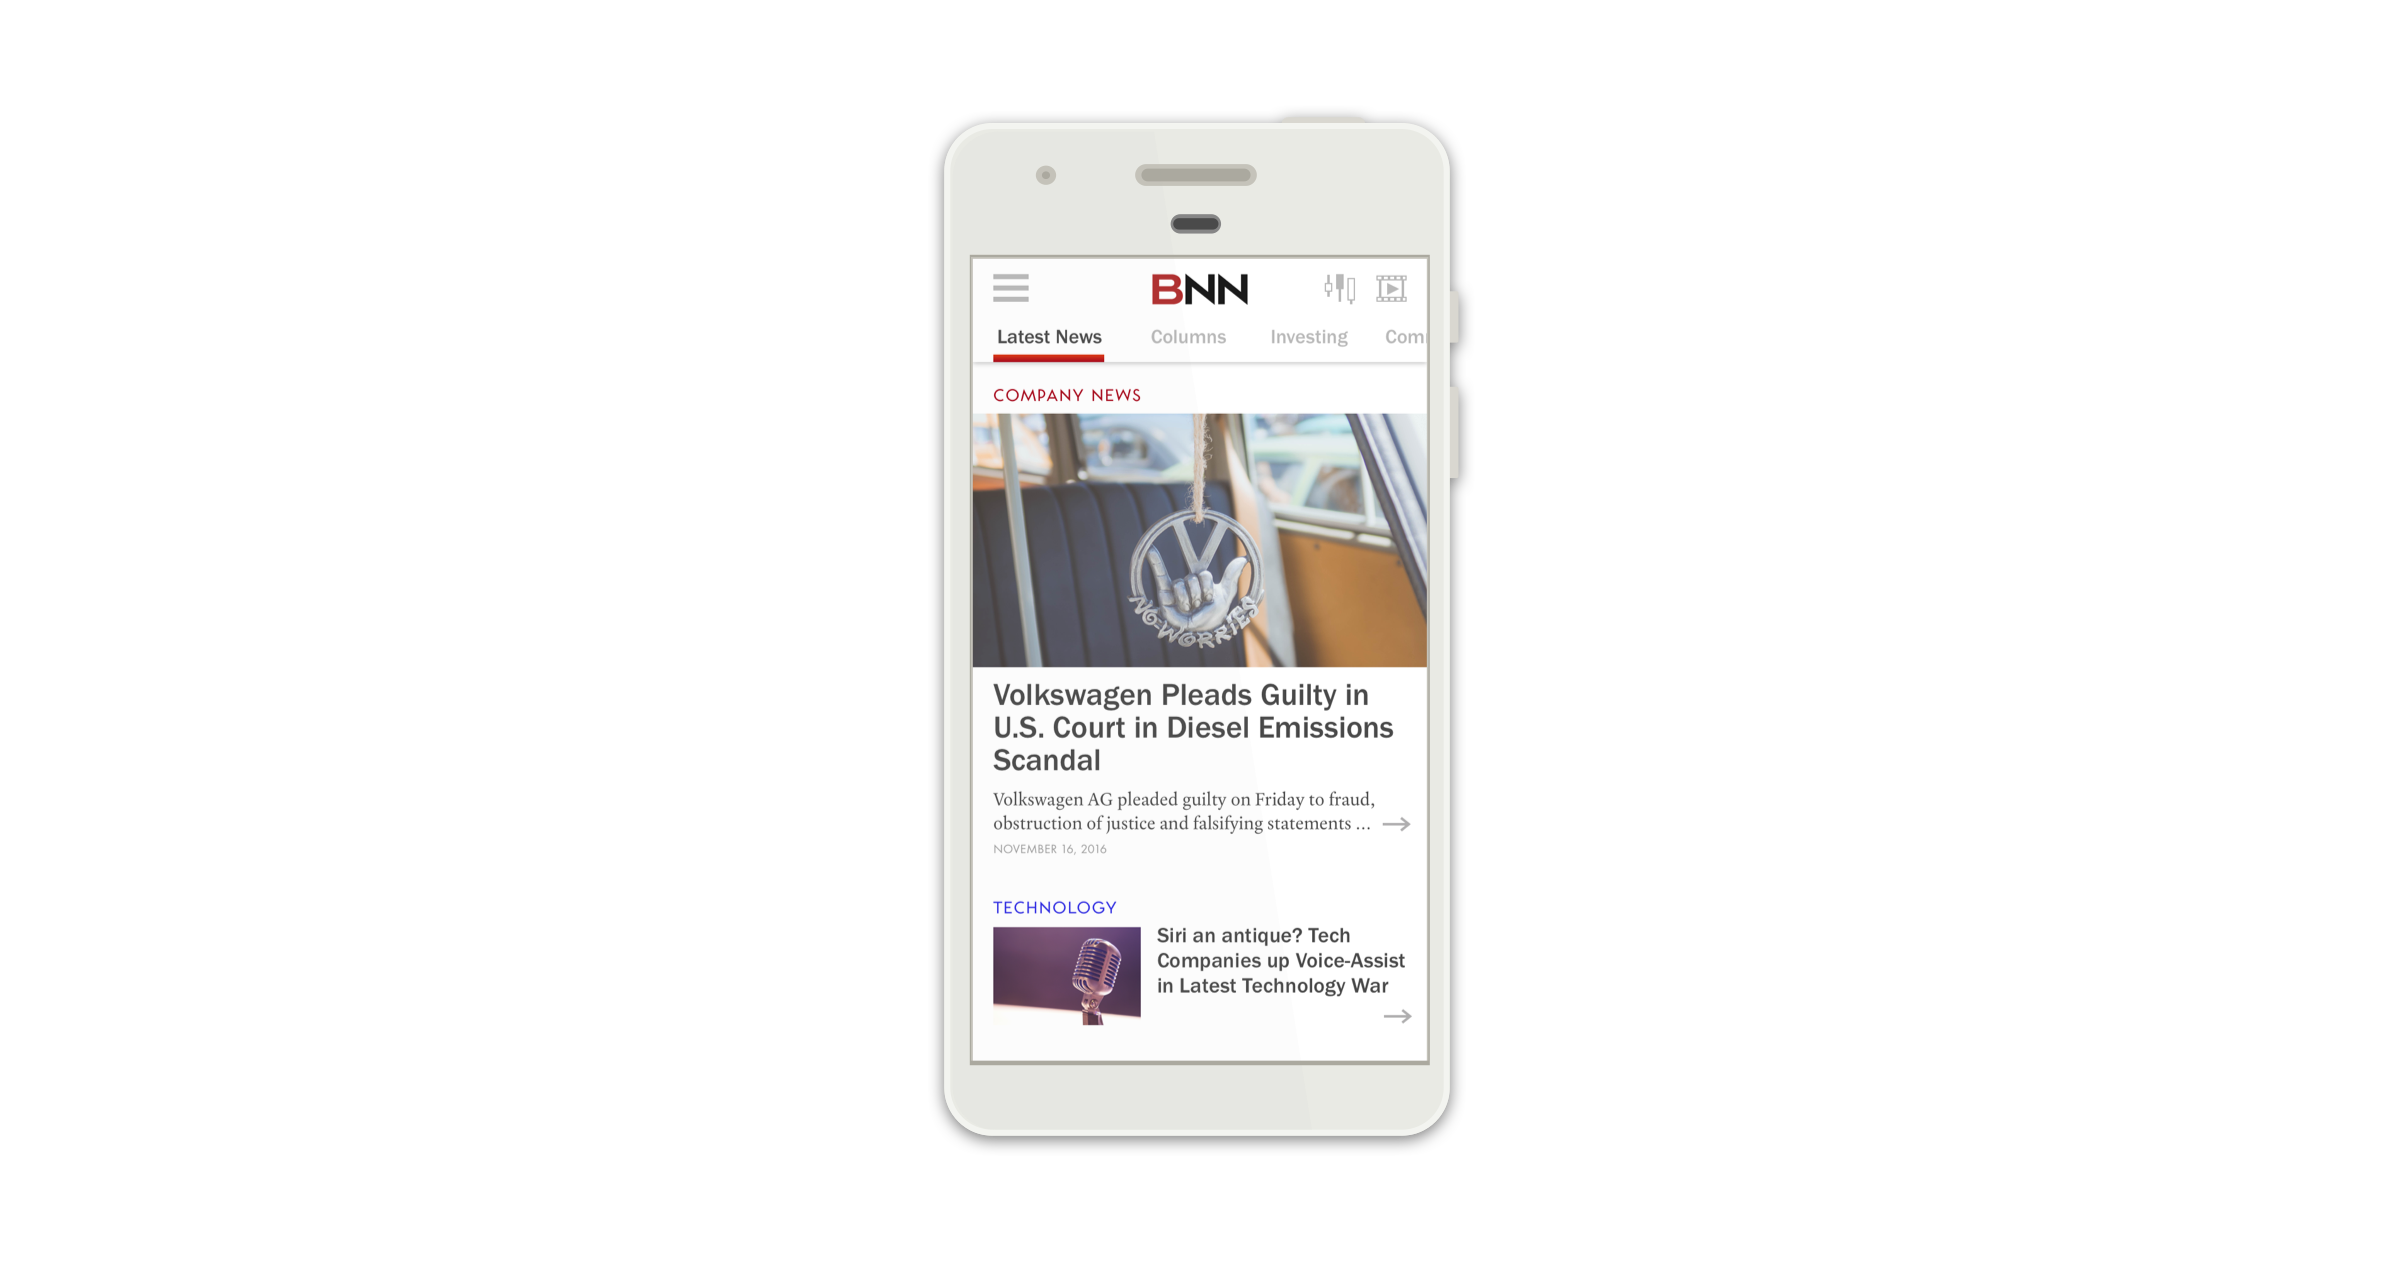 BNN
Latest News Columns Investing Com
COMPANY NEWS
NO WORRIES
Volkswagen Pleads Guilty in
U.S. Court in Diesel Emissions
Scandal
Volkswagen AG pleaded guilty on Friday to fraud,
obstruction of justice and falsifying statements ...
NOVEMBER 16, 2016
TECHNOLOGY
Siri an antique? Tech
Companies up Voice-Assist
in Latest Technology War